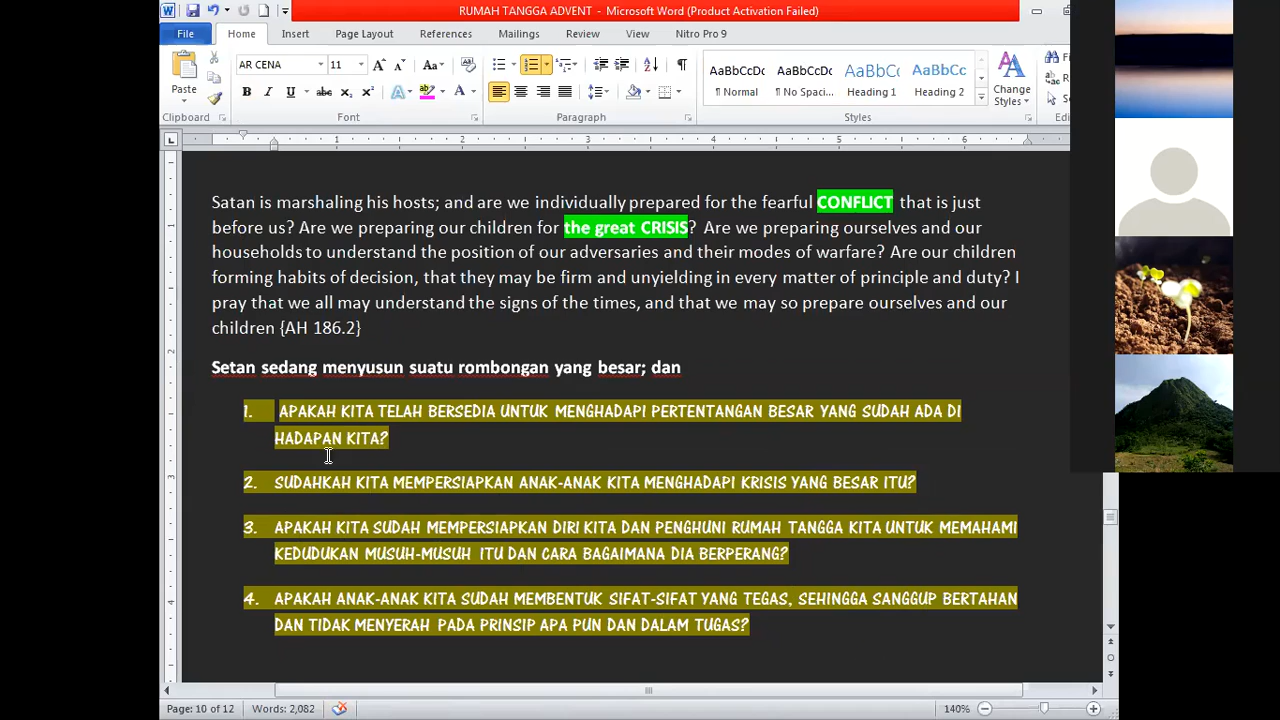 RUMAH TANGGA ADVENT - Microsoft Word (Product Activation Failed)
File Home Insert Page Layout References Mailings Review View Nitro Pro 9
AR CENA 11
Paste
AaBbCcDc AaBbCcDc AaBbCc AaBbCc
¶ Normal ¶ No Spaci... Heading 1 Heading 2
Change
Styles
Clipboard Font Paragraph Styles
1 2 3 4 5 6
Satan is marshaling his hosts; and are we individually prepared for the fearful CONFLICT that is just
before us? Are we preparing our children for the great CRISIS? Are we preparing ourselves and our
households to understand the position of our adversaries and their modes of warfare? Are our children
forming habits of decision, that they may be firm and unyielding in every matter of principle and duty? I
pray that we all may understand the signs of the times, and that we may so prepare ourselves and our
children {AH 186.2}
Setan sedang menyusun suatu rombongan yang besar; dan
1. APAKAH KITA TELAH BERSEDIA UNTUK MENGHADAPI PERTENTANGAN BESAR YANG SUDAH ADA DI
HADAPAN KITA?
2. SUDAHKAH KITA MEMPERSIAPKAN ANAK-ANAK KITA MENGHADAPI KRISIS YANG BESAR ITU?
3. APAKAH KITA SUDAH MEMPERSIAPKAN DIRI KITA DAN PENGHUNI RUMAH TANGGA KITA UNTUK MEMAHAMI
KEDUDUKAN MUSUH-MUSUH ITU DAN CARA BAGAIMANA DIA BERPERANG?
4. APAKAH ANAK-ANAK KITA SUDAH MEMBENTUK SIFAT-SIFAT YANG TEGAS, SEHINGGA SANGGUP BERTAHAN
DAN TIDAK MENYERAH PADA PRINSIP APA PUN DAN DALAM TUGAS?
Page: 10 of 12 Words: 2,082 140%